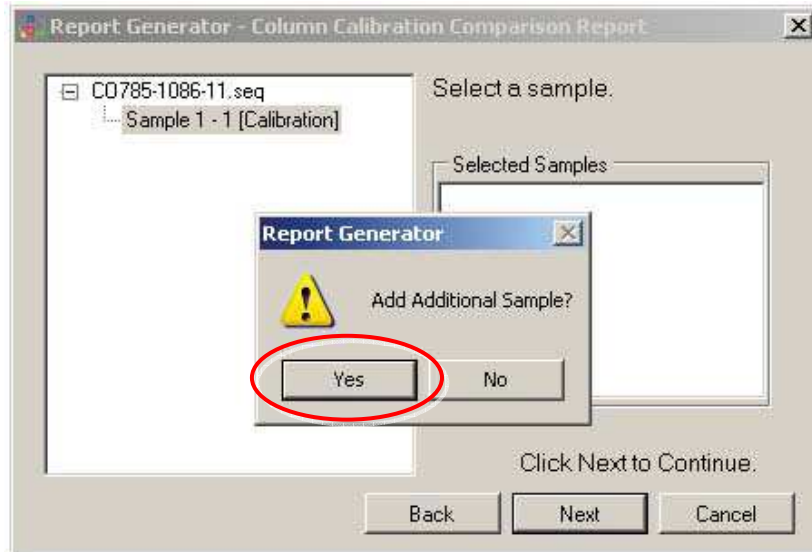 Report Generator - Column Calibration Comparison Report
C0785-1086-11.seq
Sample 1 - 1 [Calibration]
Select a sample.
Selected Samples
Report Generator
Add Additional Sample?
Yes
No
Click Next to Continue.
Back
Next
Cancel